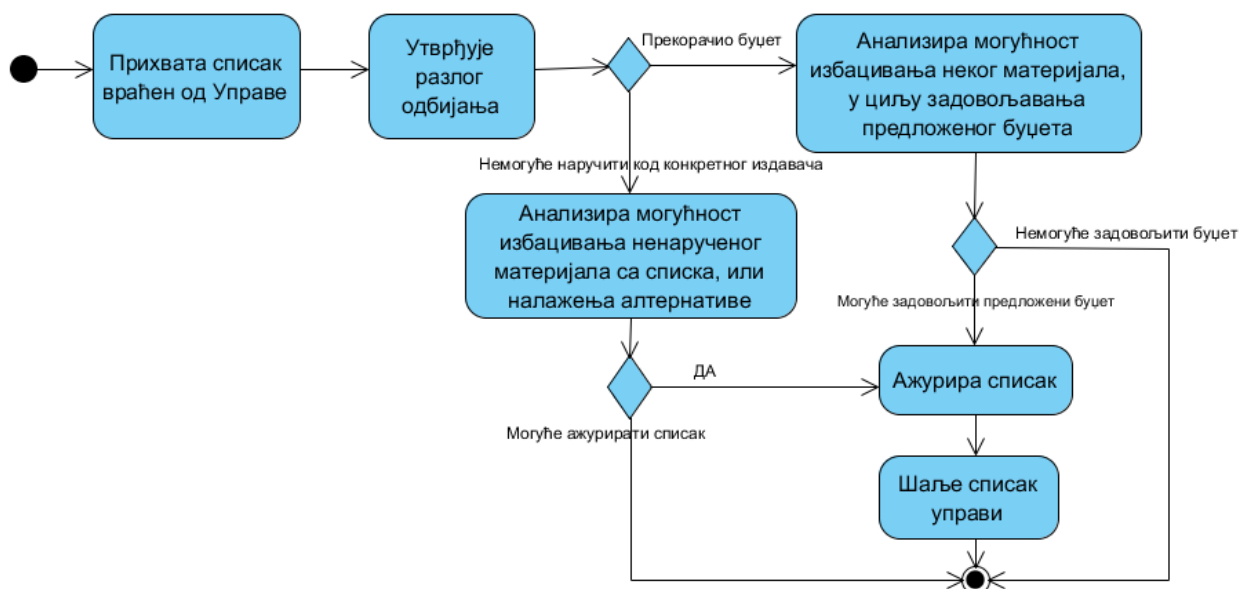 Прихвата списак
враћен од Управе
Утврђује
разлог
одбијања
Прекорачио буџет
Анализира могућност
избацивања неког материјала,
у циљу задовољавања
предложеног буџета
Немогуће наручити код конкретног издавача
Анализира могућност
избацивања ненарученог
материјала са списка, или
налажења алтернативе
Немогуће задовољити буџет
Могуће задовољити предложени буџет
ДА
Ажурира списак
Могуће ажурирати списак
Шаље списак
управи